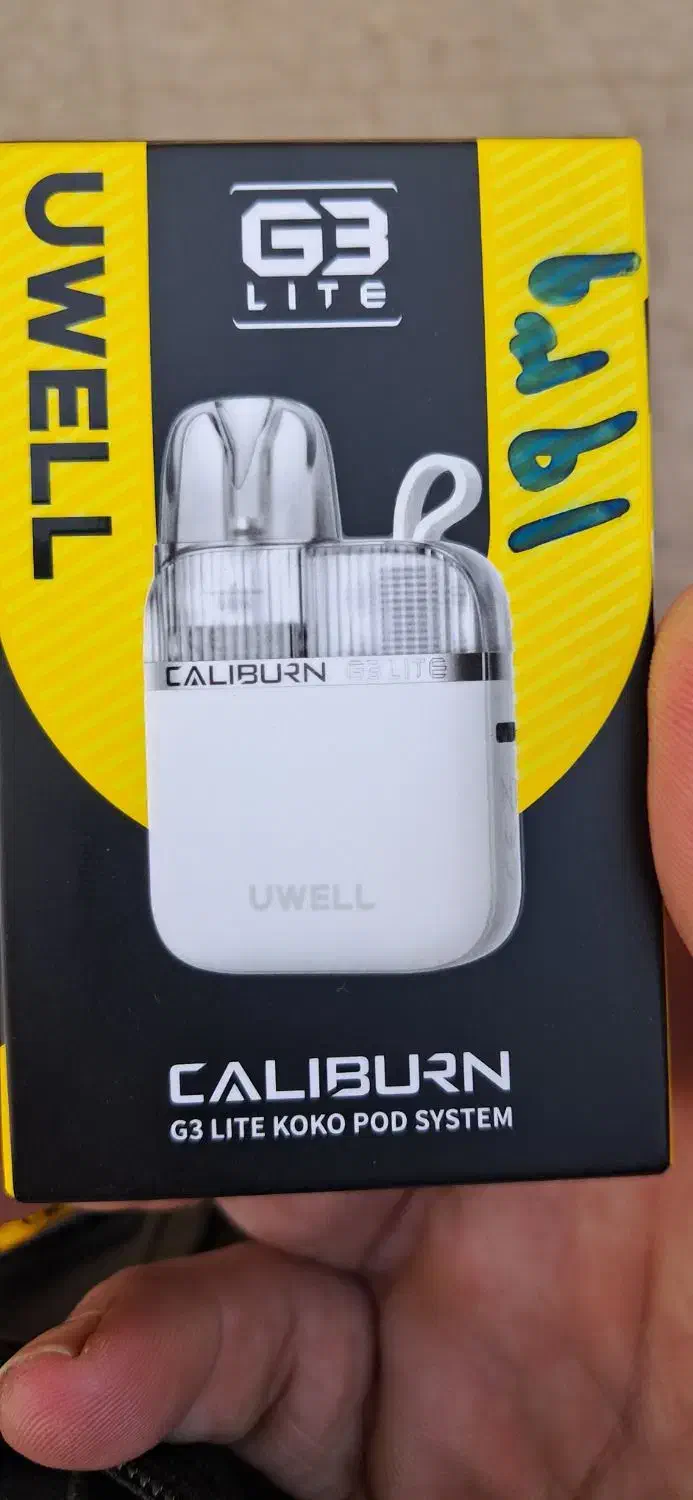 UWELL
G3
LITE
CALIBURN G3 LITE
UWELL
CALIBURN
G3 LITE KOKO POD SYSTEM